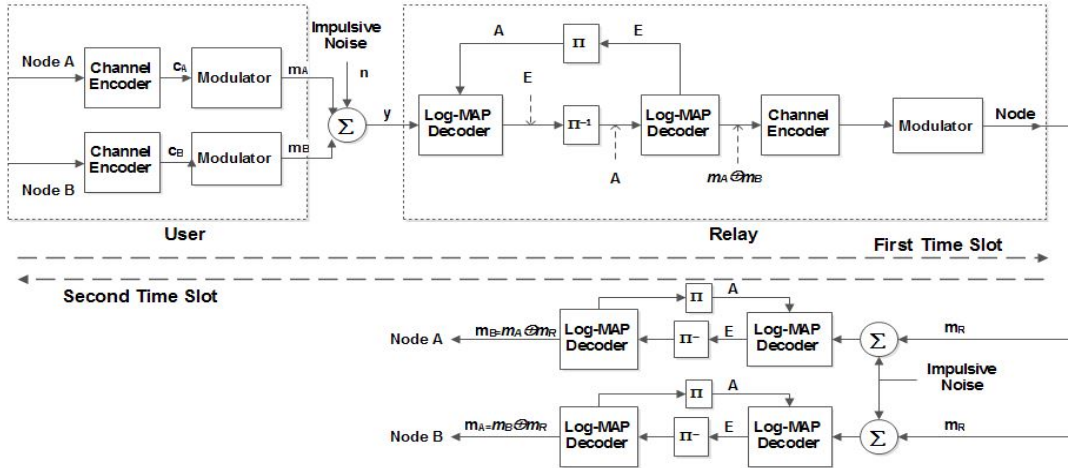 Node A
Channel
Encoder
cA
Modulator
mA
Impulsive
Noise
n
Σ
y
Node B
Channel
Encoder
cB
Modulator
mB
User
A
Π
E
Log-MAP
Decoder
E
Π-1
A
Log-MAP
Decoder
mA⊕mB
Channel
Encoder
Modulator
Node
Relay
First Time Slot
Second Time Slot
Node A
mB=mA⊕mR
Log-MAP
Decoder
Π
A
Π-
E
Log-MAP
Decoder
Σ
mR
Impulsive
Noise
Node B
mA=mB⊕mR
Log-MAP
Decoder
Π
A
Π-
E
Log-MAP
Decoder
Σ
mR